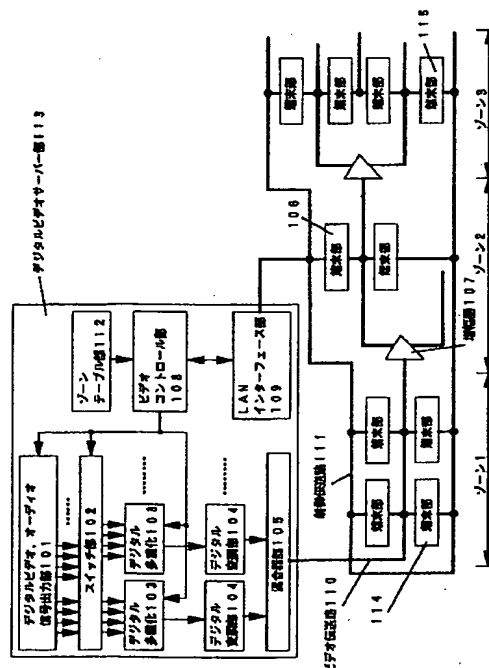 デジタルビデオサーバー部113
デジタルビデオ、オーディオ
信号出力部101
スイッチ部102
デジタル
多重化103
デジタル
多重化103
デジタル
変調部104
デジタル
変調部104
混合器部105
ゾーン
テーブル部112
ビデオ
コントロール部
108
LAN
インターフェース部
109
ビデオ伝送路110
制御伝送路111
端末部
端末部
端末部
端末部
114
106
端末部
端末部
増幅器107
端末部
端末部
端末部
端末部
115
ゾーン1
ゾーン2
ゾーン3